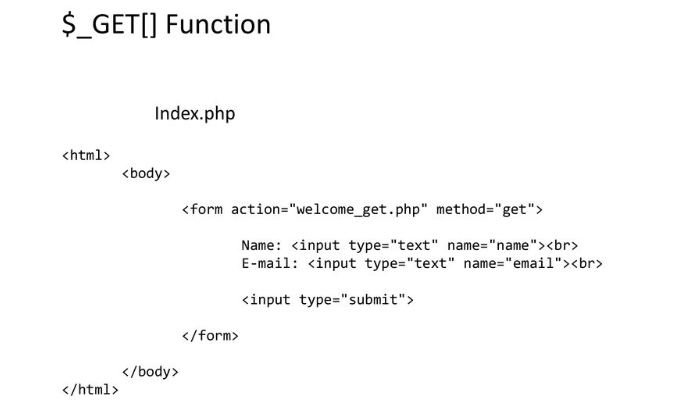 $_GET[] Function
Index.php
<html>
<body>
<form action="welcome_get.php" method="get">
Name: <input type="text" name="name"><br>
E-mail: <input type="text" name="email"><br>
<input type="submit">
</form>
</body>
</html>